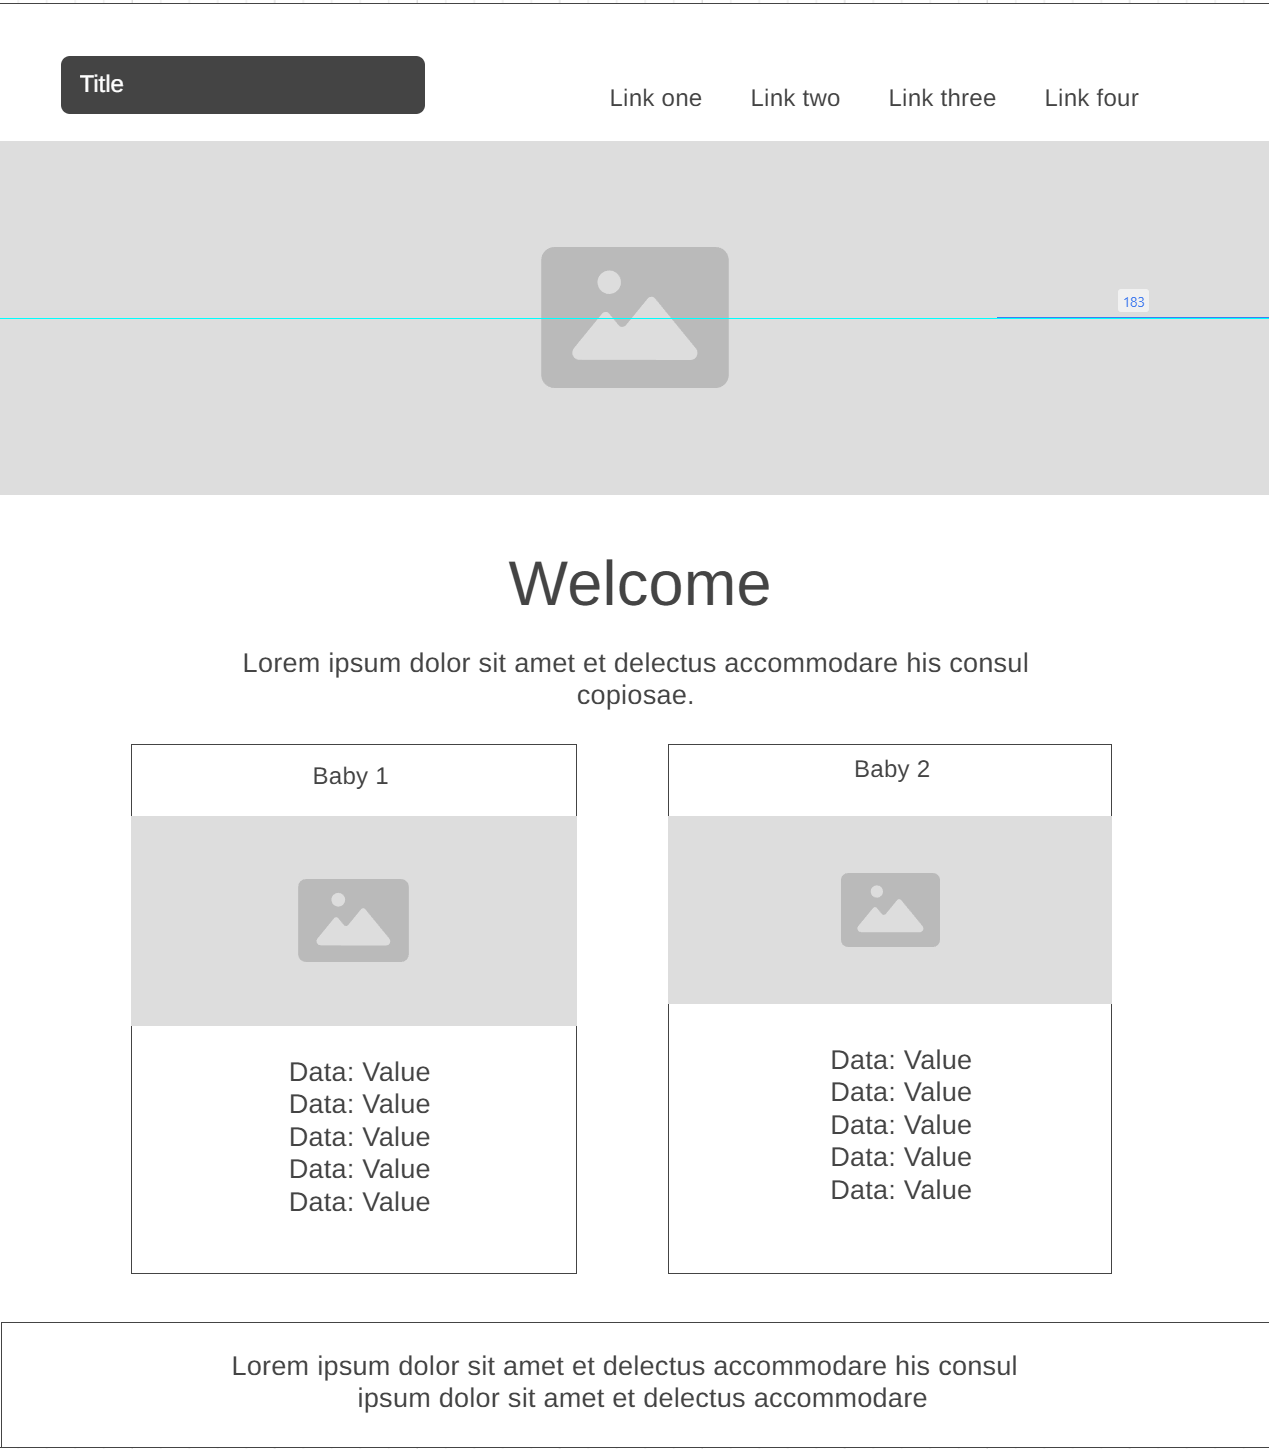 Title
Link one Link two Link three Link four
183
Welcome
Lorem ipsum dolor sit amet et delectus accommodare his consul
copiosae.
Baby 1
Data: Value
Data: Value
Data: Value
Data: Value
Data: Value
Baby 2
Data: Value
Data: Value
Data: Value
Data: Value
Data: Value
Lorem ipsum dolor sit amet et delectus accommodare his consul
ipsum dolor sit amet et delectus accommodare